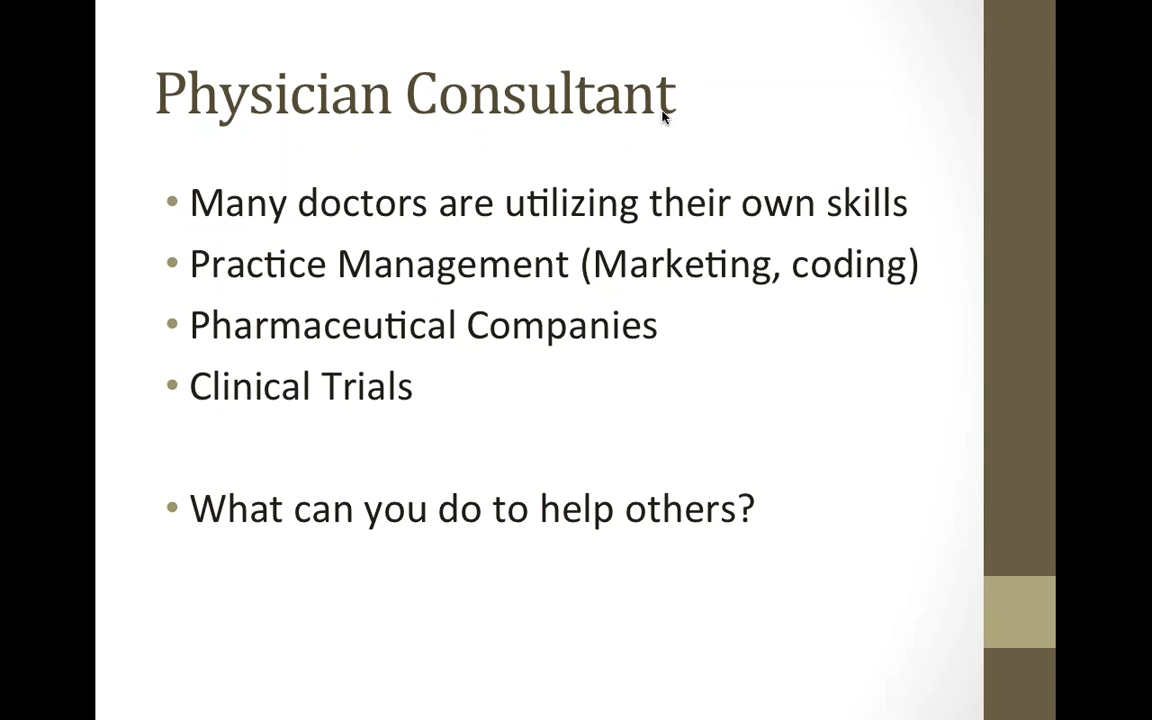 Physician Consultant
• Many doctors are utilizing their own skills
• Practice Management (Marketing, coding)
• Pharmaceutical Companies
• Clinical Trials
• What can you do to help others?